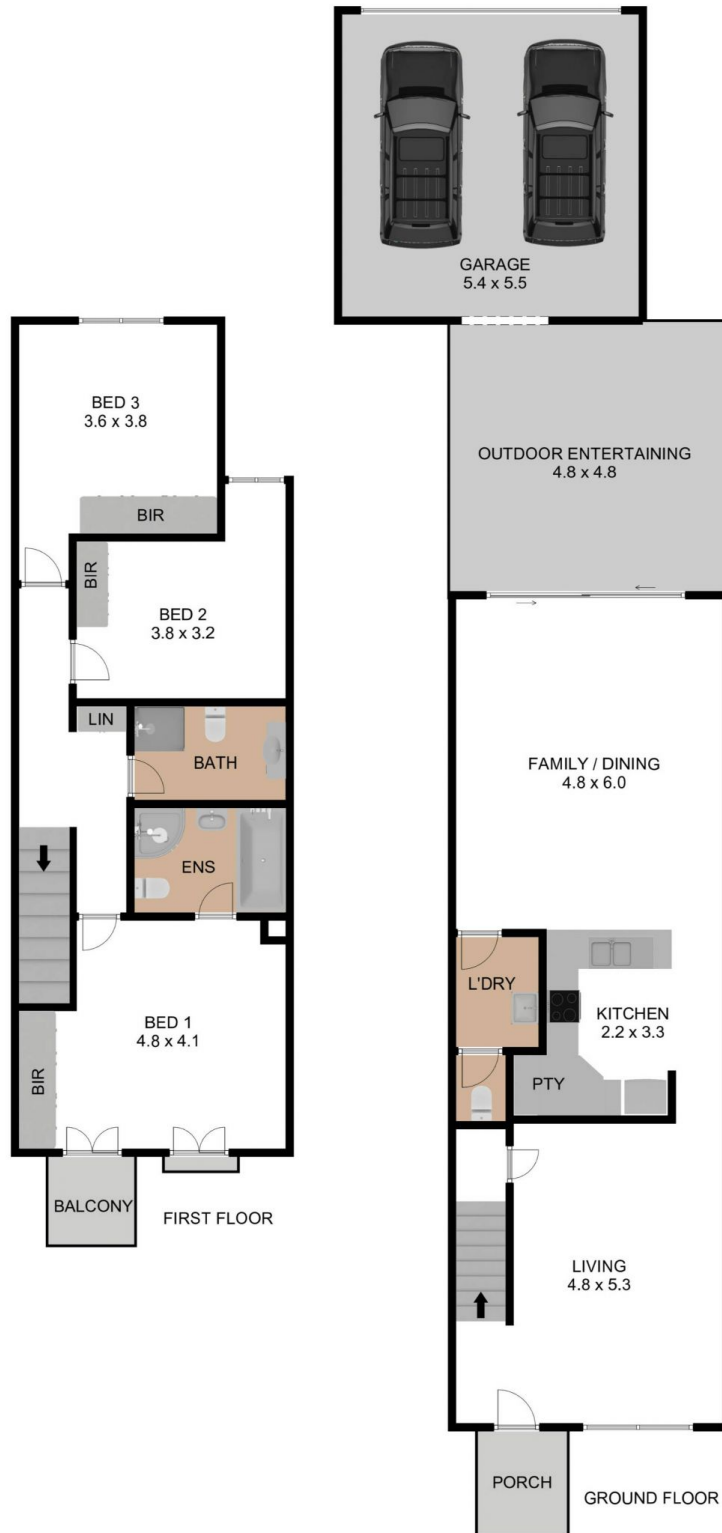 BED 3
3.6 x 3.8
BIR
BIR
BED 2
3.8 x 3.2
LIN
BATH
ENS
BED 1
4.8 x 4.1
BIR
BALCONY
FIRST FLOOR
GARAGE
5.4 x 5.5
OUTDOOR ENTERTAINING
4.8 x 4.8
FAMILY / DINING
4.8 x 6.0
L'DRY
KITCHEN
2.2 x 3.3
PTY
LIVING
4.8 x 5.3
PORCH
GROUND FLOOR